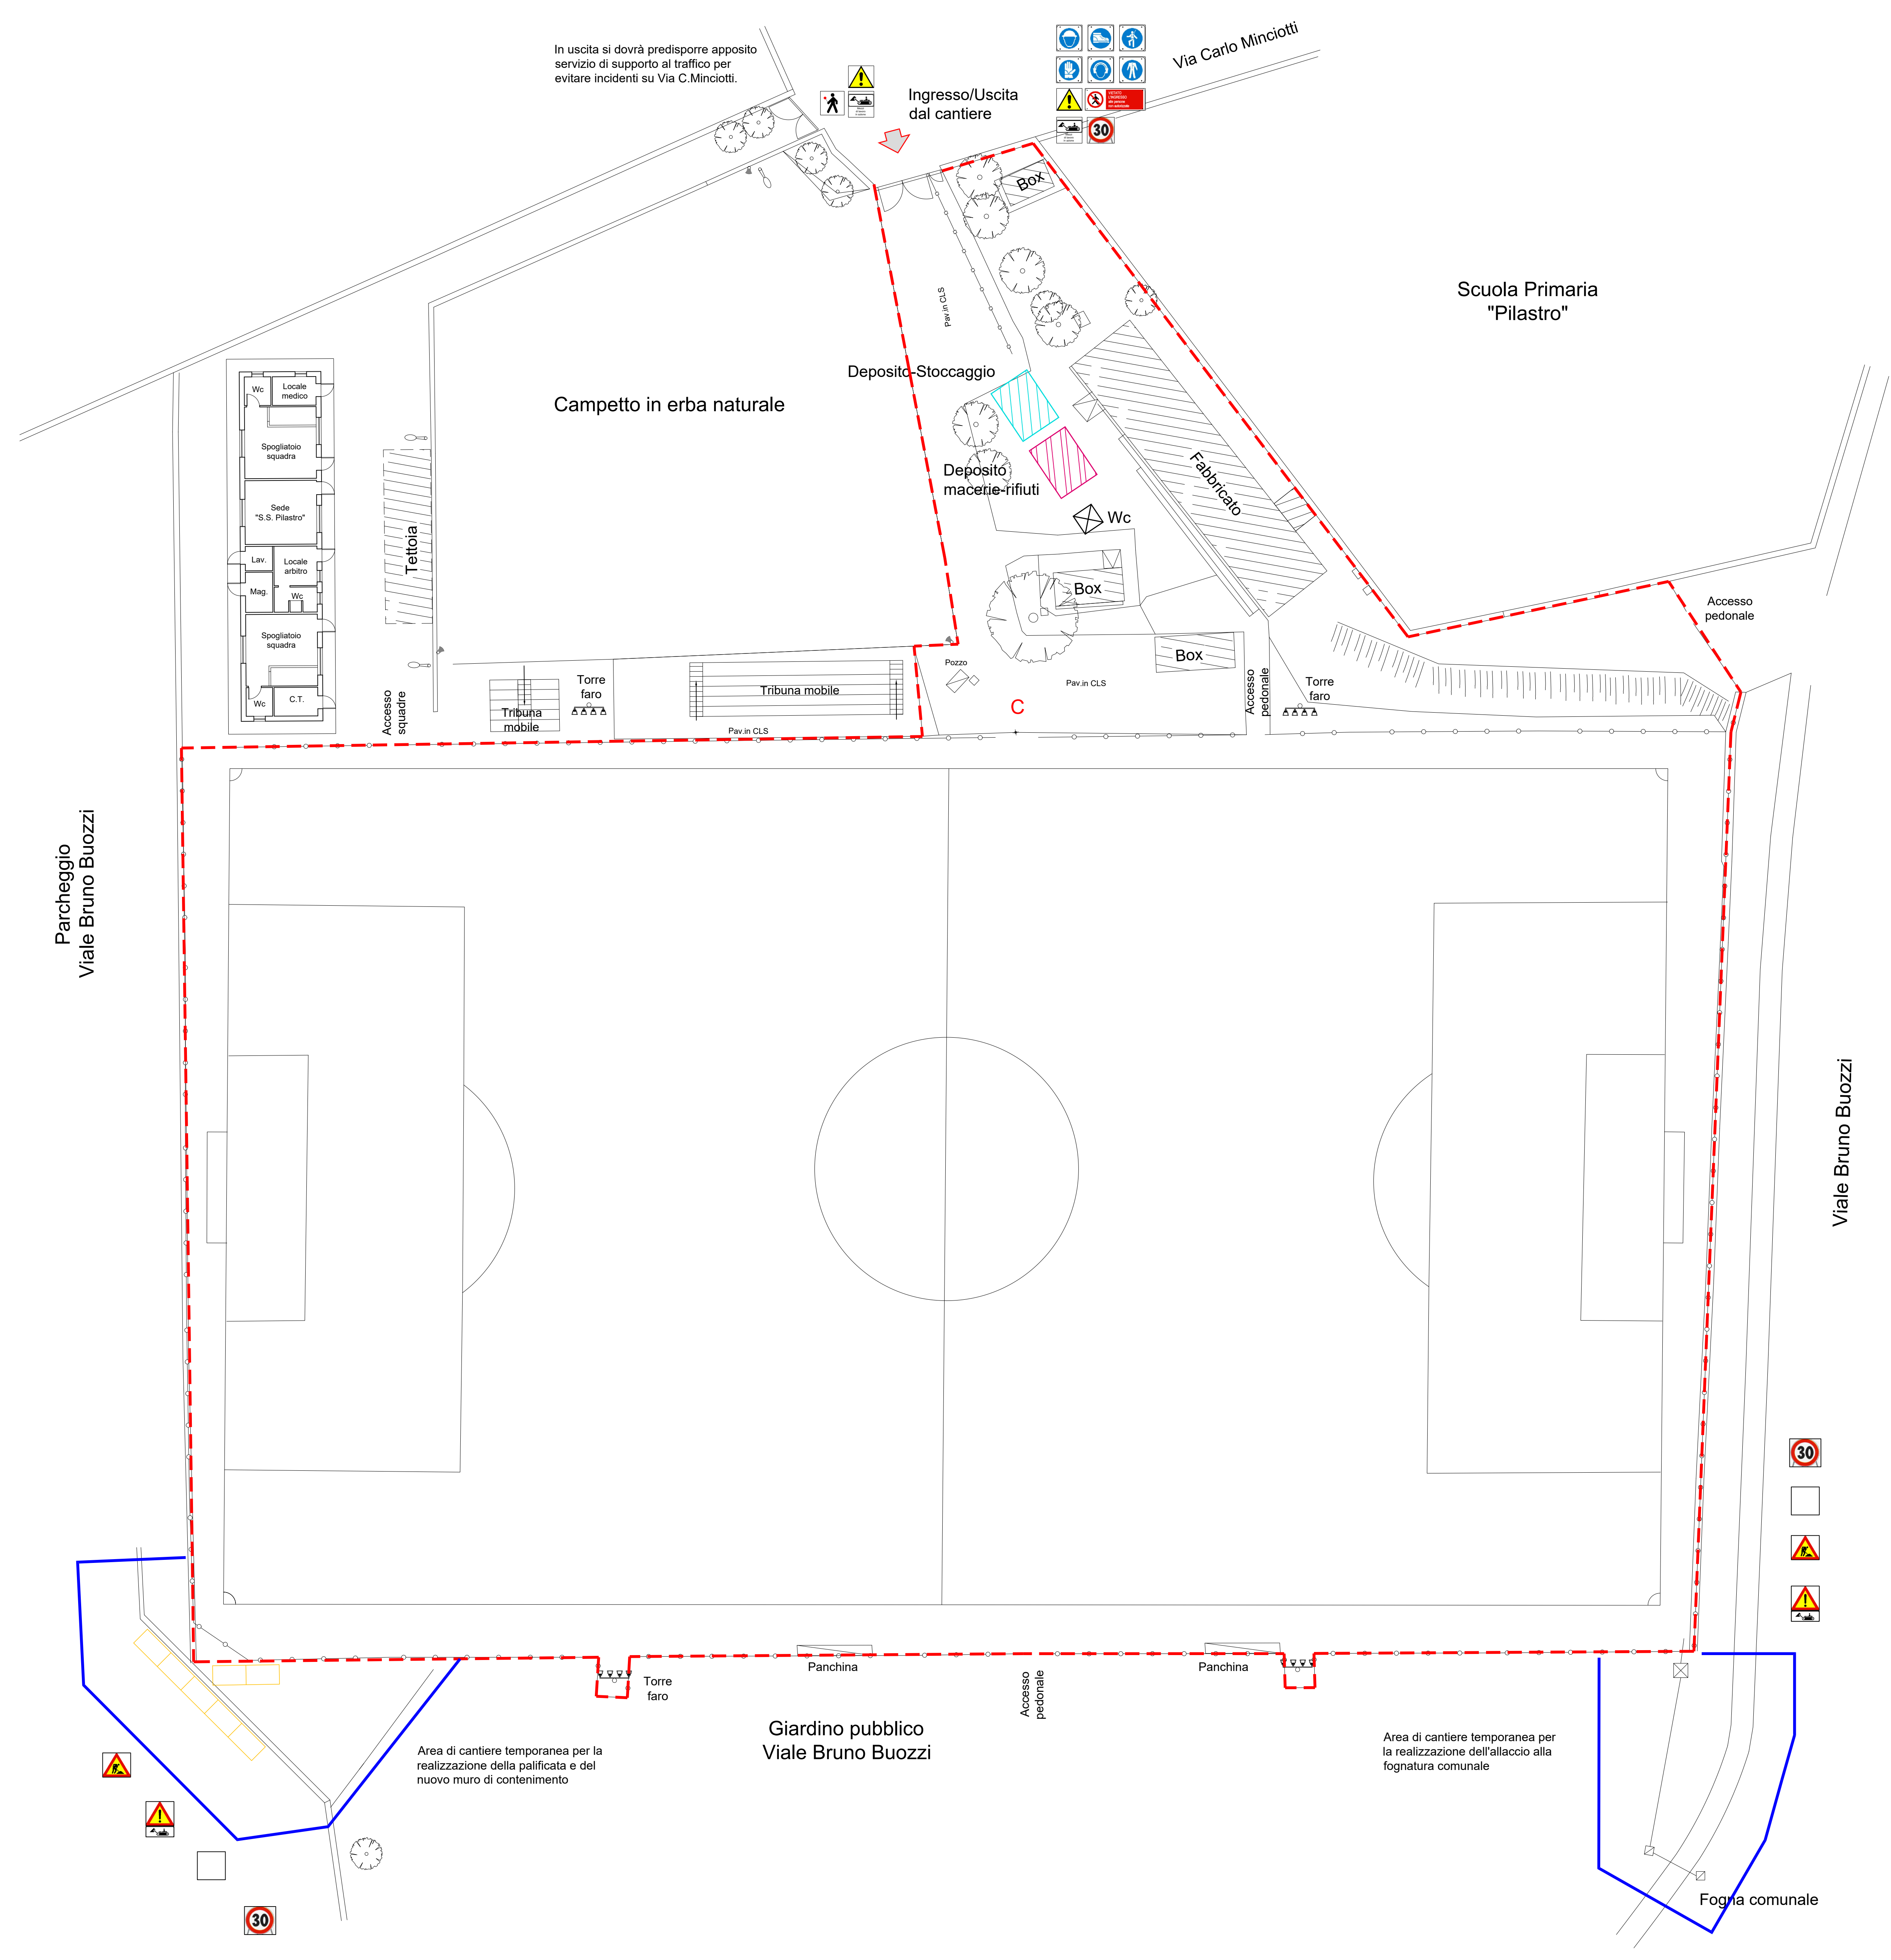 In uscita si dovrà predisporre apposito
servizio di supporto al traffico per
evitare incidenti su Via C.Minciotti.
Ingresso/Uscita
dal cantiere
Via Carlo Minciotti
VIETATO
L'INGRESSO
alle persone
non autorizzate
30
Box
Scuola Primaria
"Pilastro"
Pav.in CLS
Deposito-Stoccaggio
Campetto in erba naturale
Wc
Locale
medico
Spogliatoio
squadra
Sede
"S.S. Pilastro"
Lav.
Locale
arbitro
Mag.
Wc
Spogliatoio
squadra
Wc
C.T.
Tettoia
Deposito
macerie-rifiuti
Wc
Fabbricato
Box
Box
Accesso
pedonale
Accesso
squadre
Tribuna
mobile
Torre
faro
Tribuna mobile
Pav.in CLS
Pozzo
C
Pav.in CLS
Accesso
pedonale
Torre
faro
Parcheggio
Viale Bruno Buozzi
Viale Bruno Buozzi
30
Torre
faro
Panchina
Accesso
pedonale
Panchina
Giardino pubblico
Viale Bruno Buozzi
Area di cantiere temporanea per la
realizzazione della palificata e del
nuovo muro di contenimento
Area di cantiere temporanea per
la realizzazione dell'allaccio alla
fognatura comunale
Fogna comunale
30